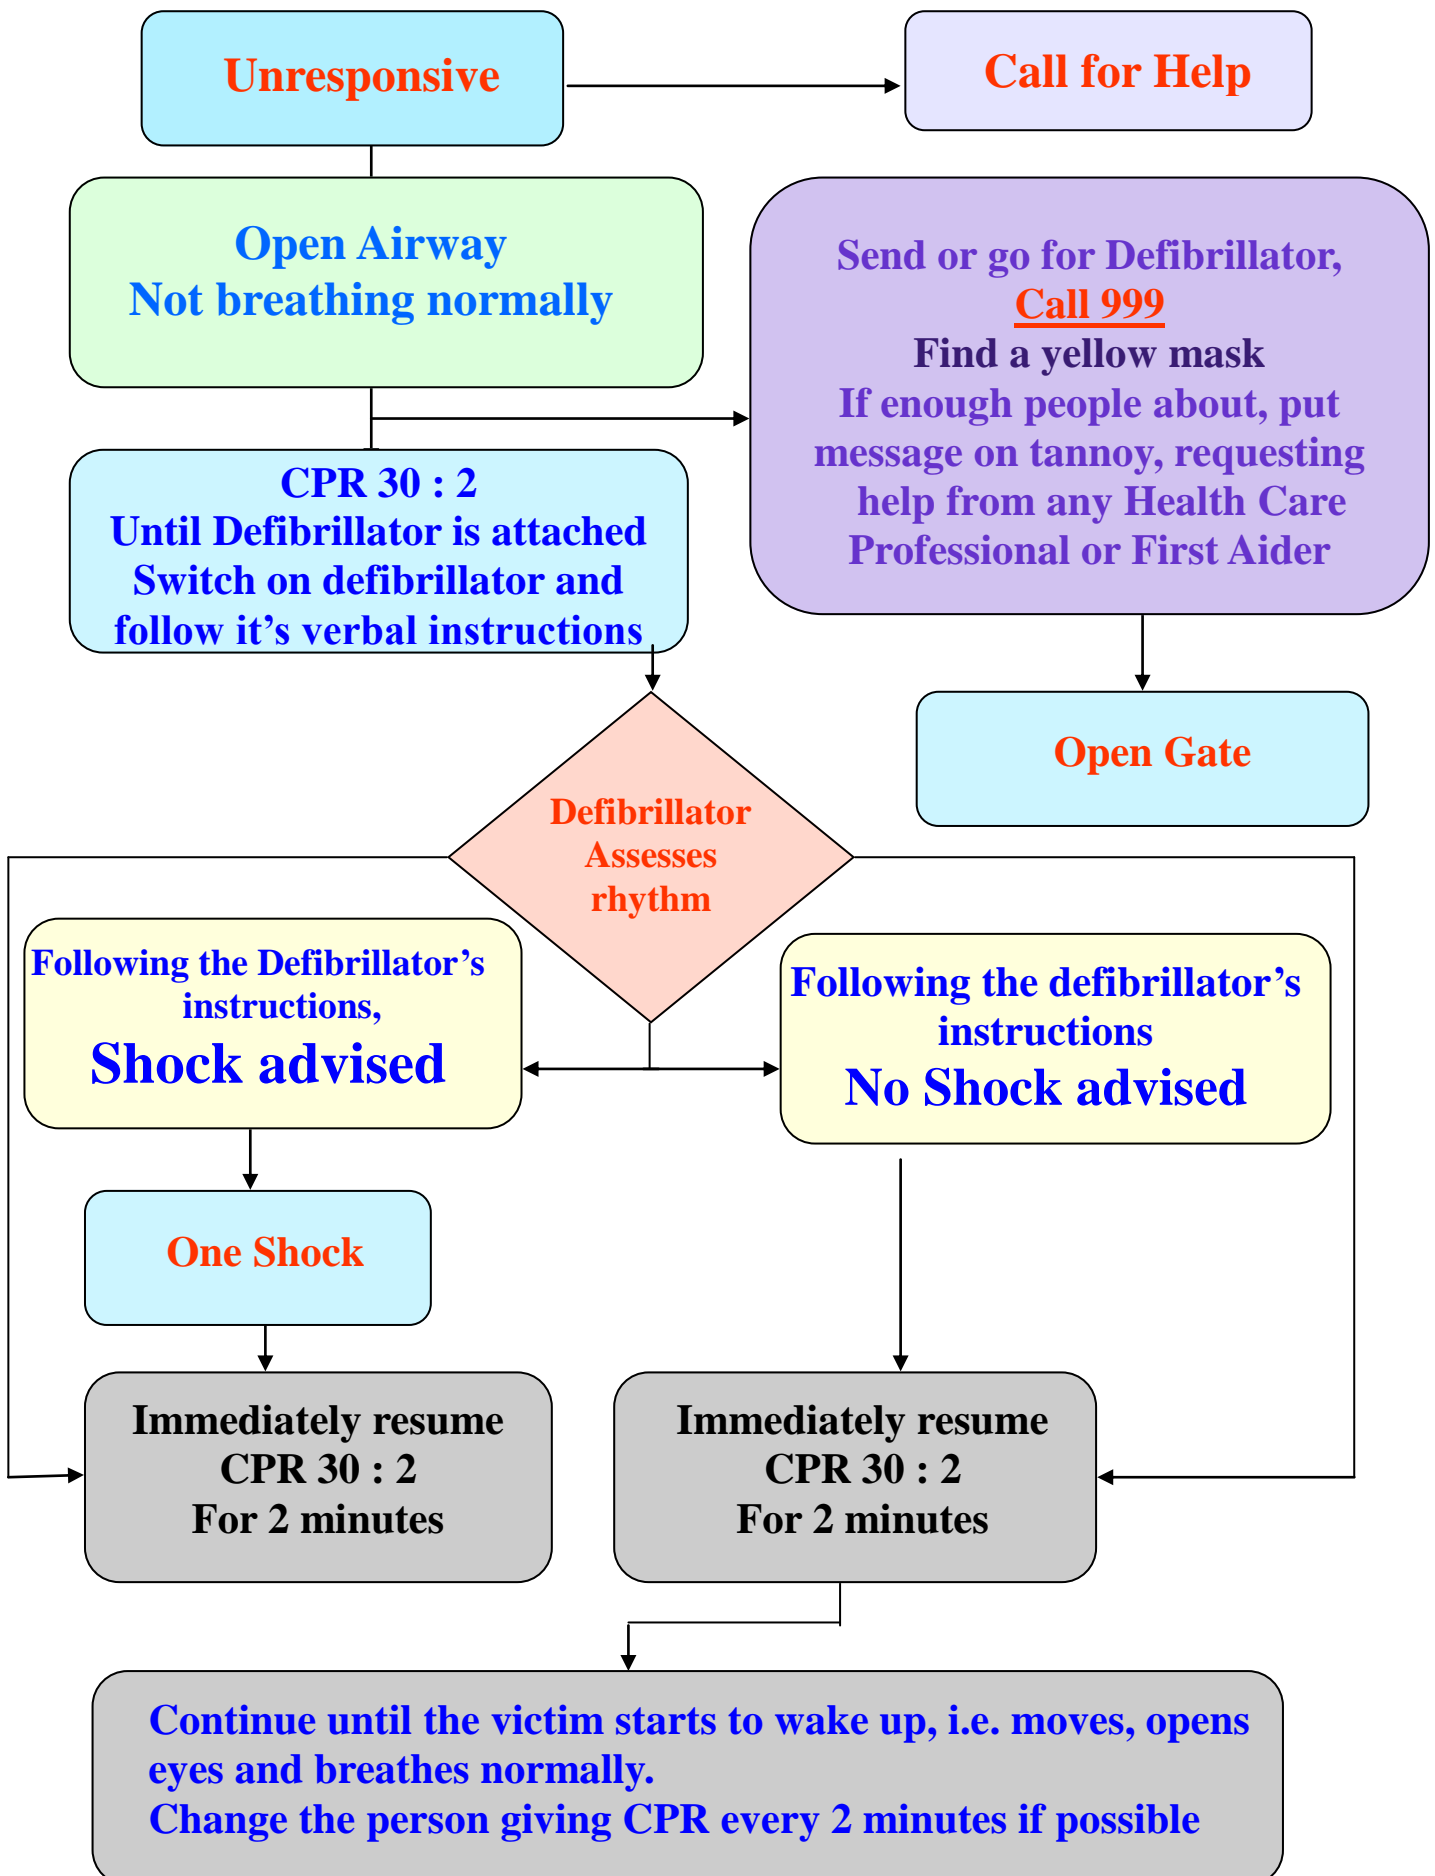 Unresponsive
Call for Help
Open Airway
Not breathing normally
Send or go for Defibrillator,
Call 999
Find a yellow mask
If enough people about, put
message on tannoy, requesting
help from any Health Care
Professional or First Aider
CPR 30 : 2
Until Defibrillator is attached
Switch on defibrillator and
follow it’s verbal instructions
Open Gate
Defibrillator
Assesses
rhythm
Following the Defibrillator’s
instructions,
Shock advised
Following the defibrillator’s
instructions
No Shock advised
One Shock
Immediately resume
CPR 30 : 2
For 2 minutes
Immediately resume
CPR 30 : 2
For 2 minutes
Continue until the victim starts to wake up, i.e. moves, opens
eyes and breathes normally.
Change the person giving CPR every 2 minutes if possible